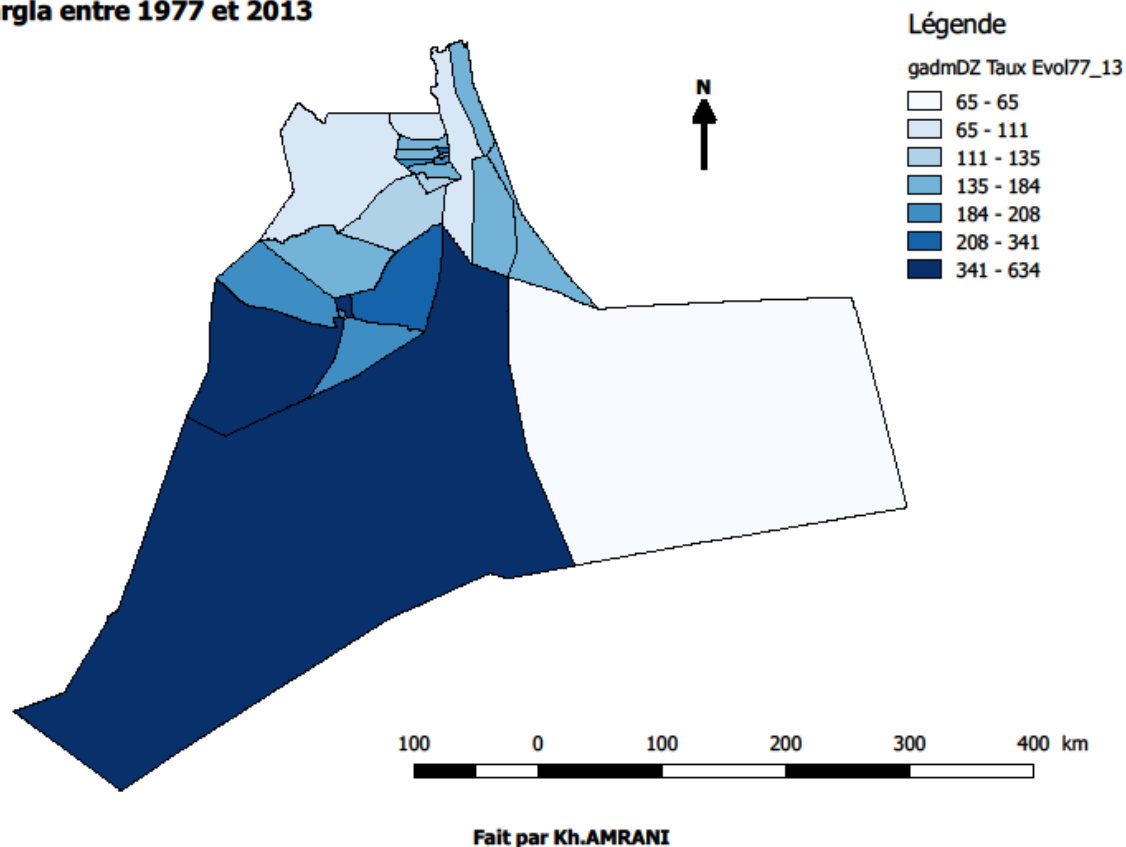 argla entre 1977 et 2013
Légende
gadmDZ Taux Evol77_13
65 - 65
65 - 111
111 - 135
135 - 184
184 - 208
208 - 341
341 - 634
N
100 0 100 200 300 400 km
Fait par Kh.AMRANI